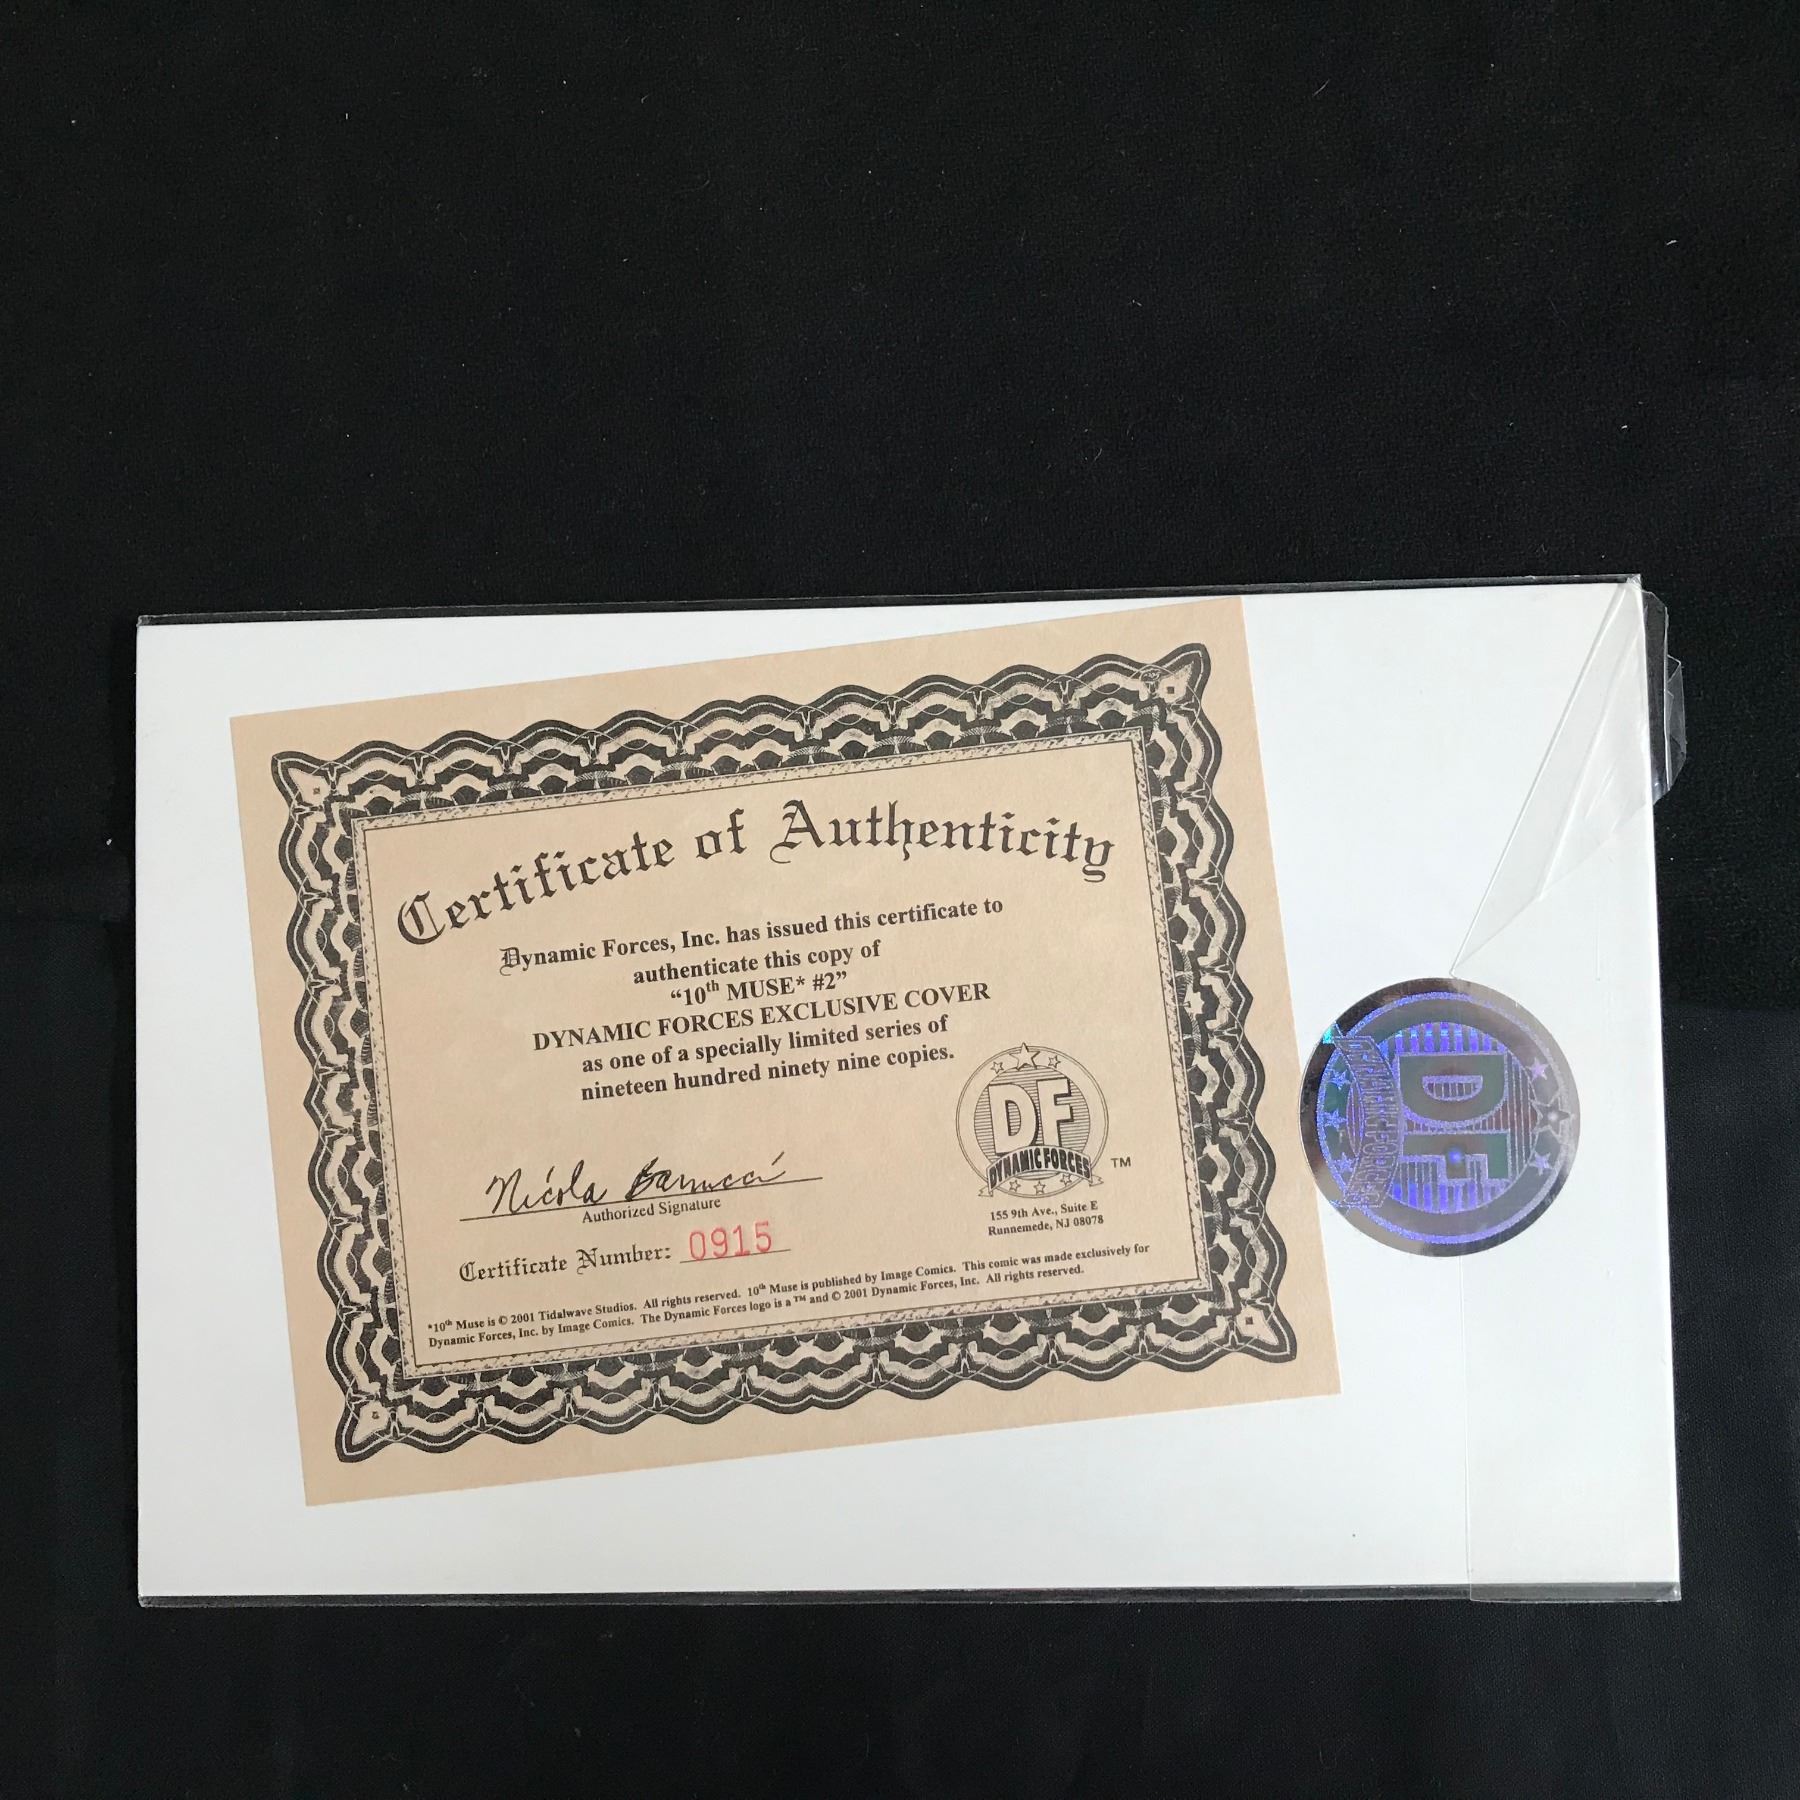 Certificate of Authenticity
Dynamic Forces, Inc. has issued this certificate to
authenticate this copy of
“10th MUSE* #2”
DYNAMIC FORCES EXCLUSIVE COVER
as one of a specially limited series of
nineteen hundred ninety nine copies.
DF
DYNAMIC FORCES TM
155 9th Ave., Suite E
Runnemede, NJ 08078
Nicola Barrucci
Authorized Signature
Certificate Number: 0915
*10th Muse is © 2001 Tidalwave Studios. All rights reserved. 10th Muse is published by Image Comics. This comic was made exclusively for
Dynamic Forces, Inc. by Image Comics. The Dynamic Forces logo is a ™ and © 2001 Dynamic Forces, Inc. All rights reserved.
DF
DYNAMIC FORCES